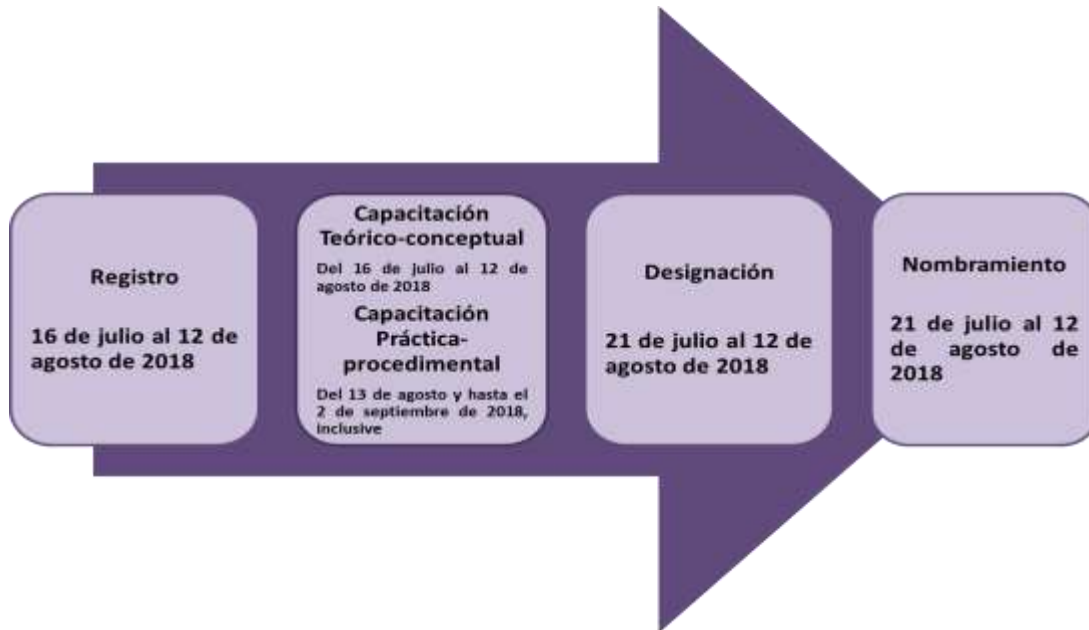 Registro
16 de julio al 12 de
agosto de 2018
Capacitación
Teórico-conceptual
Del 16 de julio al 12 de
agosto de 2018
Capacitación
Práctica-
procedimental
Del 13 de agosto y hasta el
2 de septiembre de 2018,
inclusive
Designación
21 de julio al 12 de
agosto de 2018
Nombramiento
21 de julio al 12
de agosto de
2018